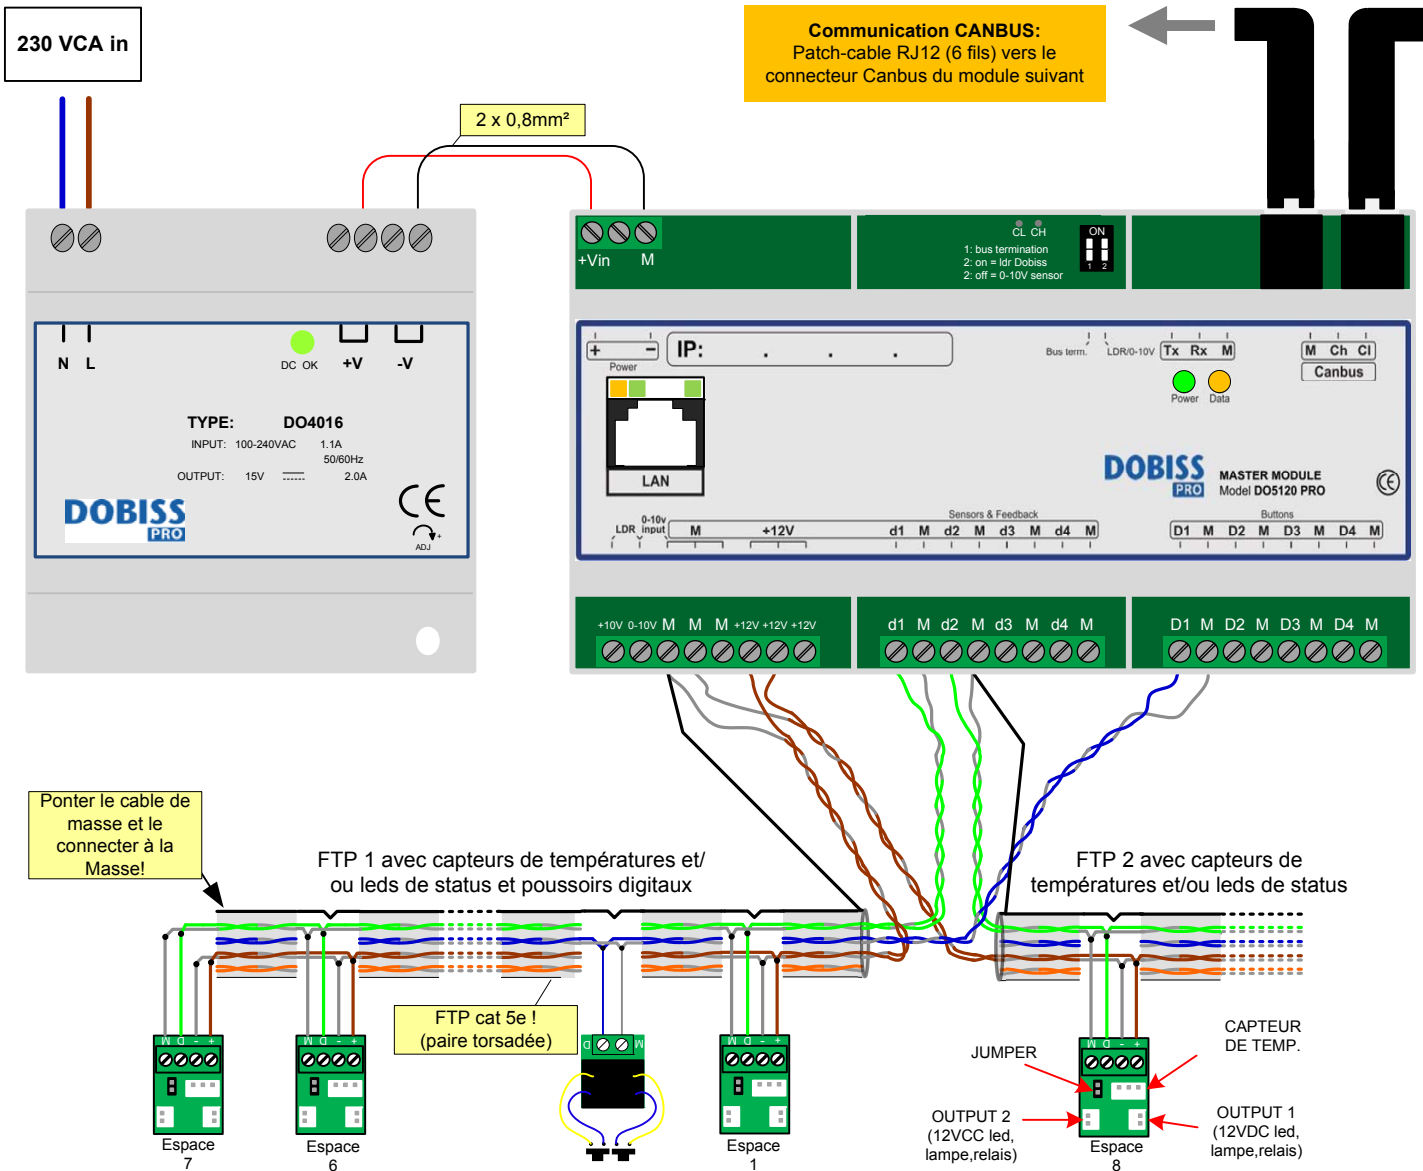 230 VCA in
Communication CANBUS:
Patch-cable RJ12 (6 fils) vers le
connecteur Canbus du module suivant
2 x 0,8mm²
+Vin M
CL CH
1: bus termination
2: on = ldr Dobiss
2: off = 0-10V sensor
ON
1 2
N L
DC OK
+V -V
TYPE: DO4016
INPUT: 100-240VAC 1.1A
50/60Hz
OUTPUT: 15V 2.0A
DOBISS
PRO
CE
ADJ
+
+ −
Power
IP: . . .
Bus term.
LDR/0-10V
Tx Rx M
Power Data
M Ch Cl
Canbus
LAN
DOBISS
PRO
MASTER MODULE
Model DO5120 PRO
CE
LDR
0-10v
input
M +12V
Sensors & Feedback
d1 M d2 M d3 M d4 M
Buttons
D1 M D2 M D3 M D4 M
+10V 0-10V M M M +12V +12V +12V
d1 M d2 M d3 M d4 M
D1 M D2 M D3 M D4 M
Ponter le cable de
masse et le
connecter à la
Masse!
FTP 1 avec capteurs de températures et/
ou leds de status et poussoirs digitaux
FTP 2 avec capteurs de
températures et/ou leds de status
FTP cat 5e !
(paire torsadée)
M D - +
Espace
7
M D - +
Espace
6
D M
M D - +
Espace
1
M D - +
Espace
8
JUMPER
CAPTEUR
DE TEMP.
OUTPUT 2
(12VCC led,
lampe,relais)
OUTPUT 1
(12VDC led,
lampe,relais)